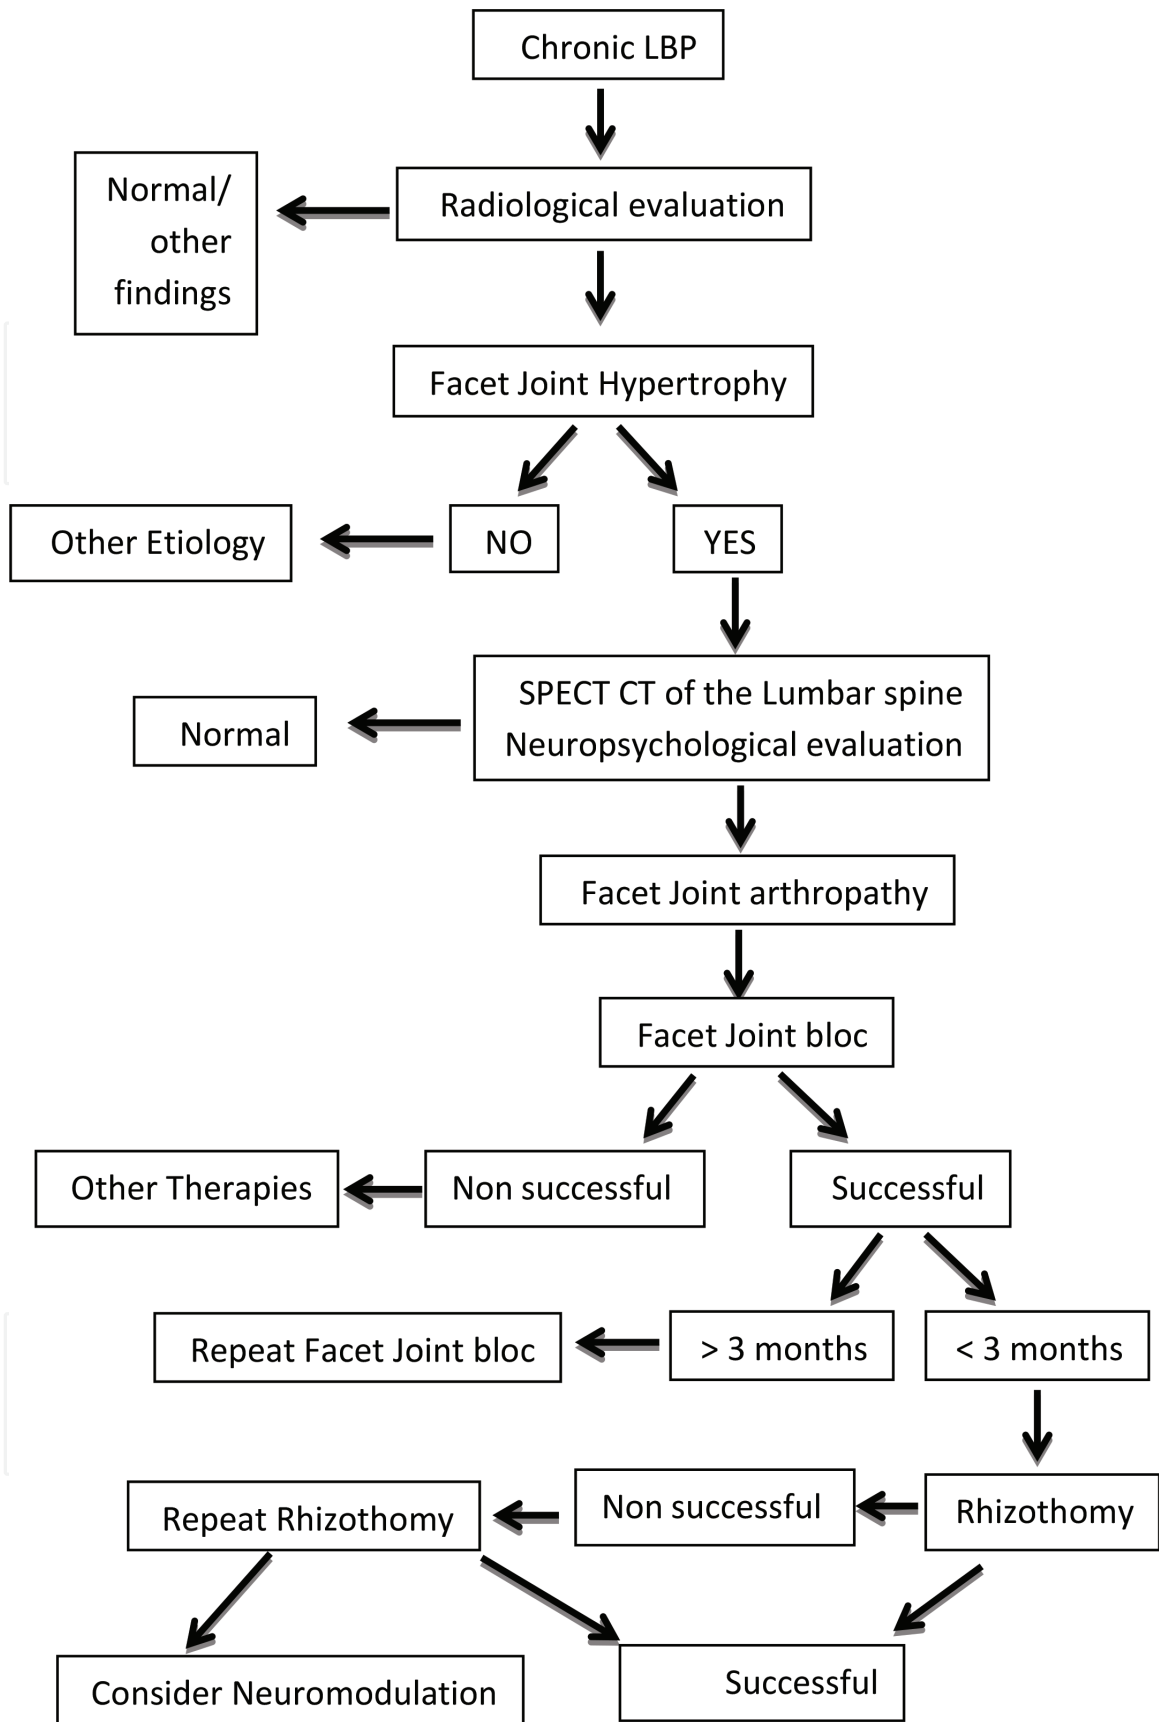 Chronic LBP
Normal/
other
findings
Radiological evaluation
Facet Joint Hypertrophy
Other Etiology
NO
YES
Normal
SPECT CT of the Lumbar spine
Neuropsychological evaluation
Facet Joint arthropathy
Facet Joint bloc
Other Therapies
Non successful
Successful
Repeat Facet Joint bloc
> 3 months
< 3 months
Repeat Rhizothomy
Non successful
Rhizothomy
Consider Neuromodulation
Successful